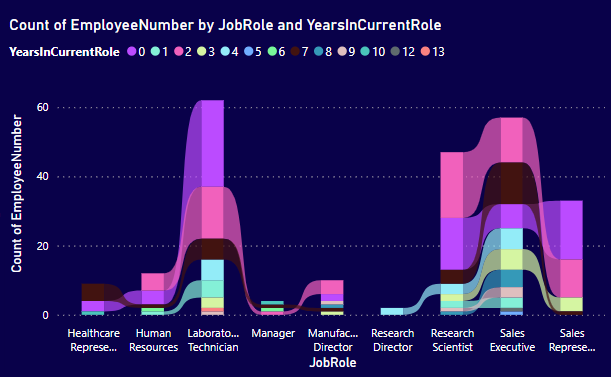 Count of EmployeeNumber by JobRole and YearsInCurrentRole
YearsInCurrentRole 0 1 2 3 4 5 6 7 8 9 10 12 13
Count of EmployeeNumber
60
40
20
0
Healthcare Represe...
Human Resources
Laborato... Technician
Manager
Manufac... Director
Research Director
Research Scientist
Sales Executive
Sales Represe...
JobRole